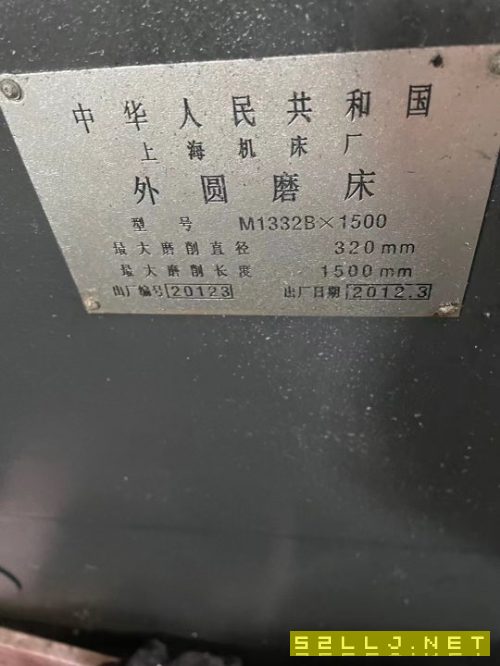 中华人民共和国
上海机床厂
外圆磨床
型号 M1332B×1500
最大磨削直径 320mm
最大磨削长度 1500mm
出厂编号 20123 出厂日期 2012.3
52LLJ.NET